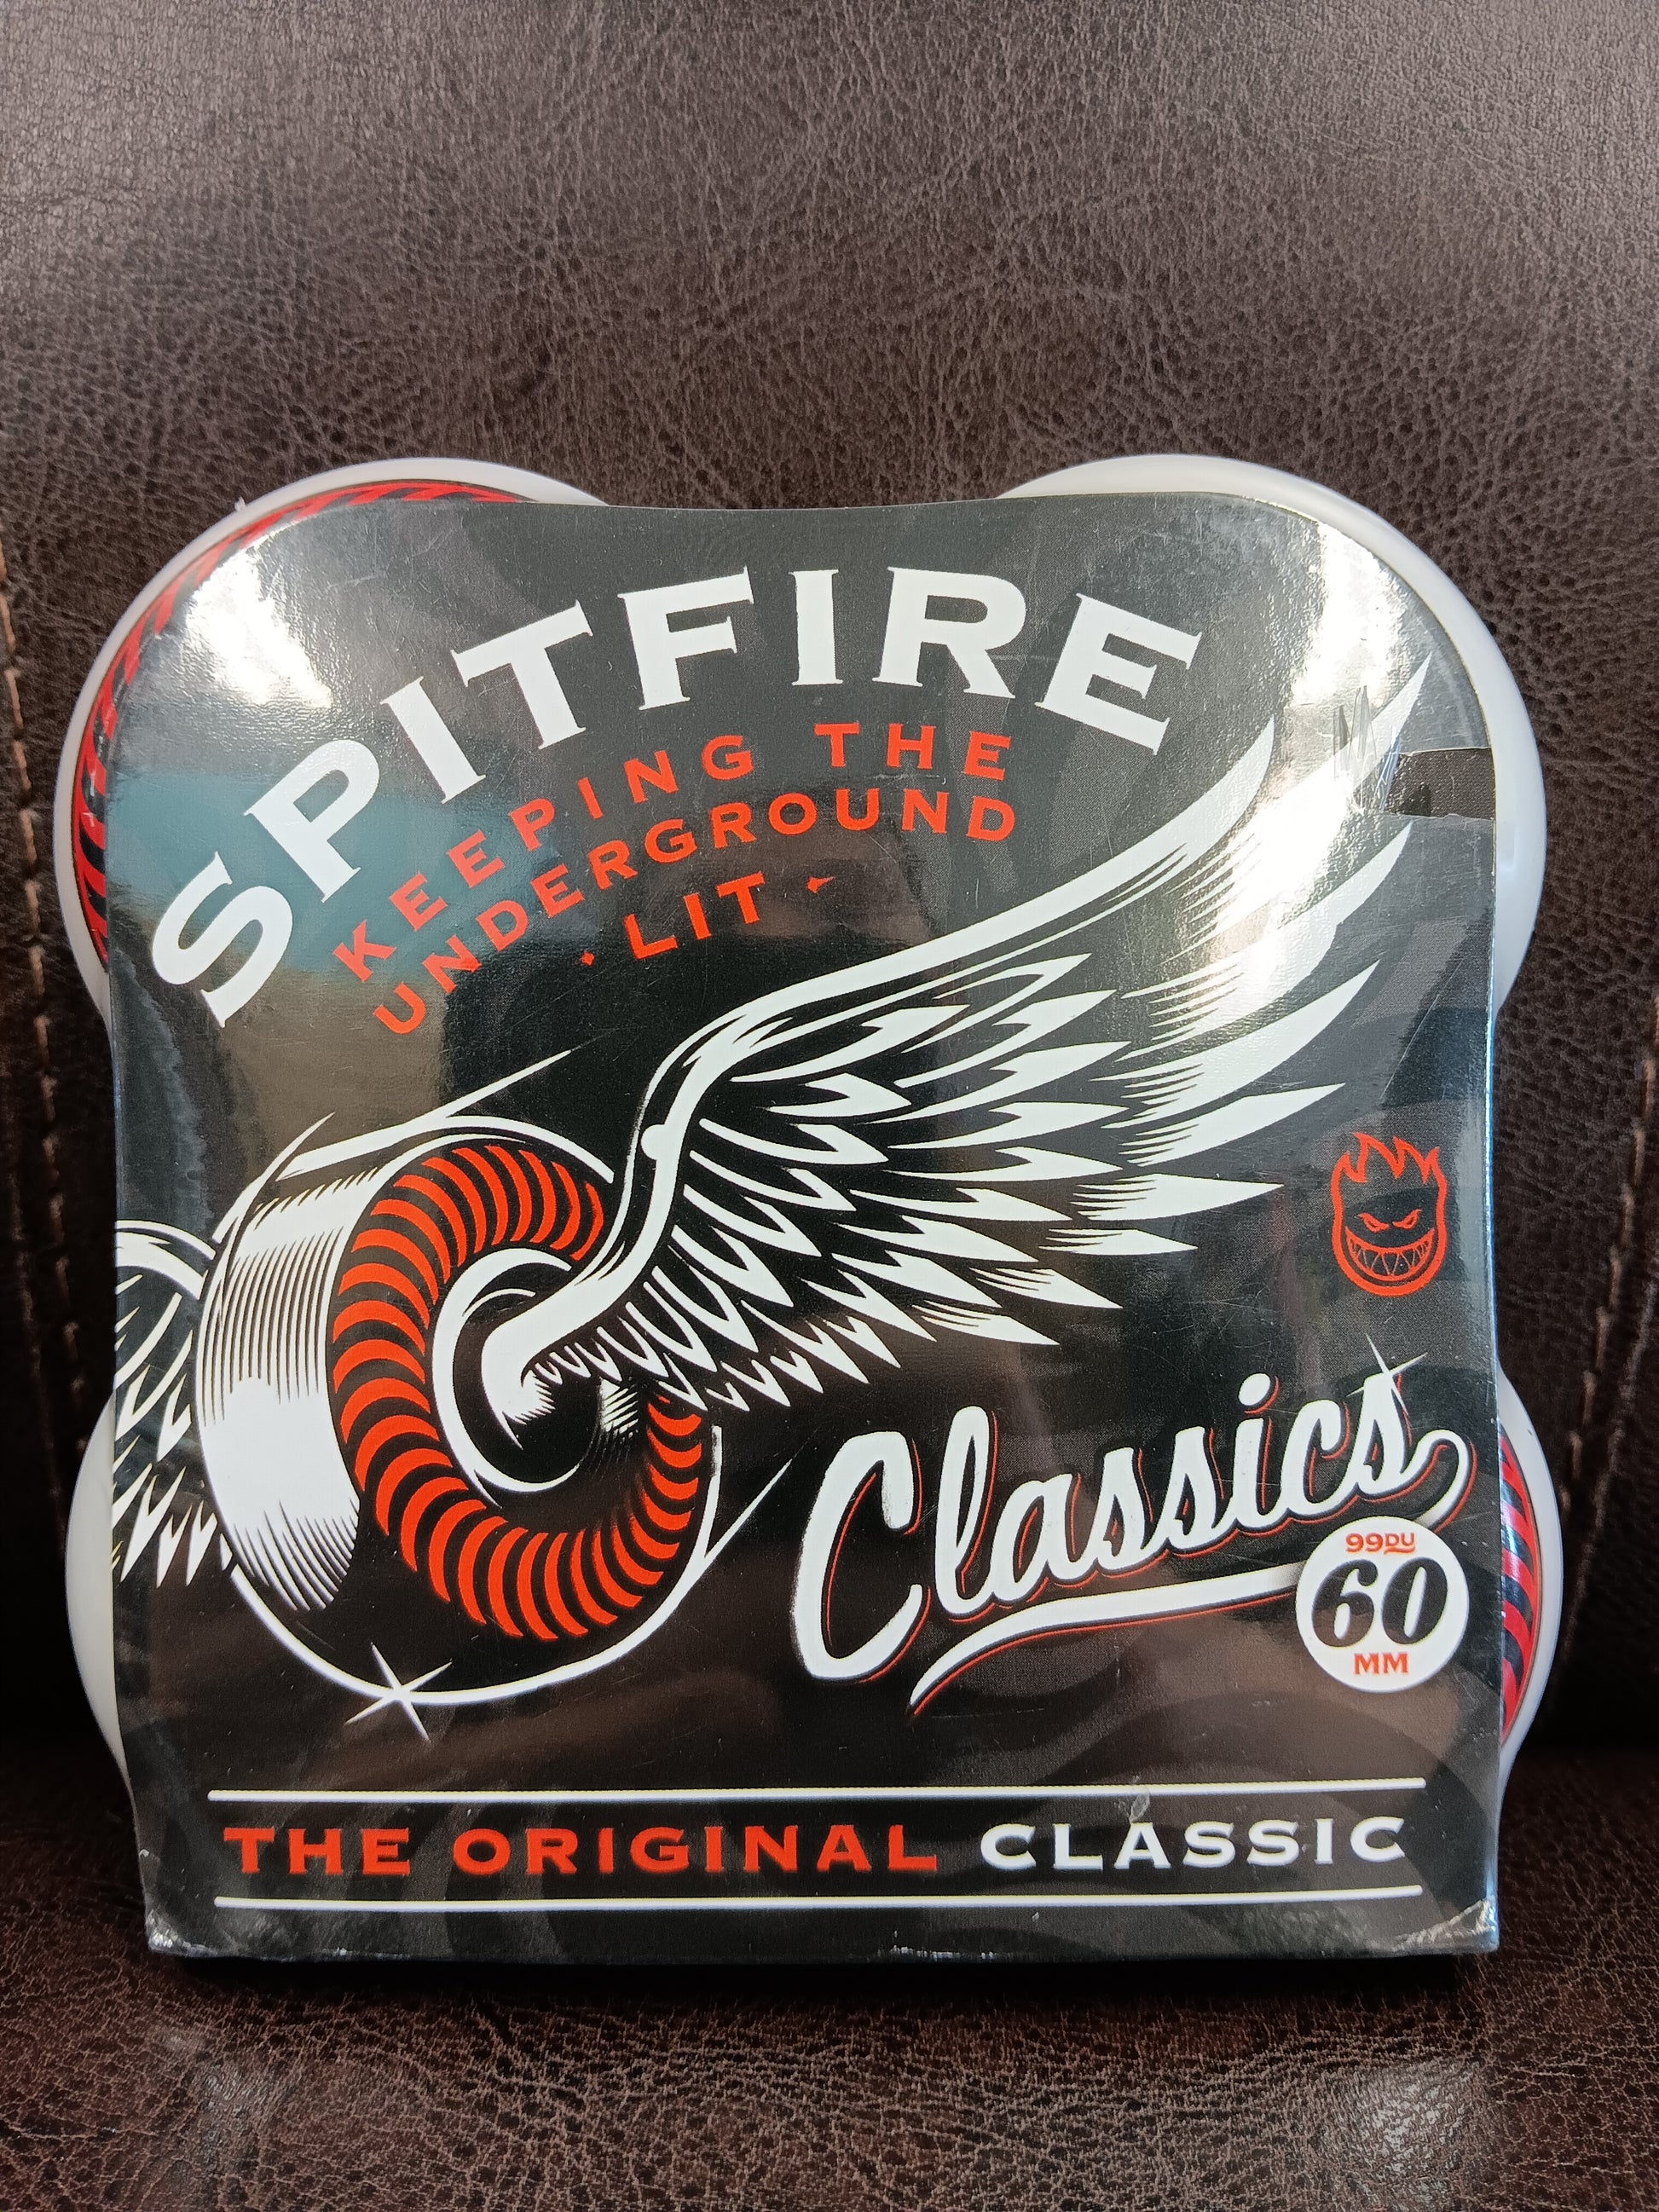 SPITFIRE
KEEPING THE
UNDERGROUND
LIT
Classics
99DU
60
MM
THE ORIGINAL CLASSIC